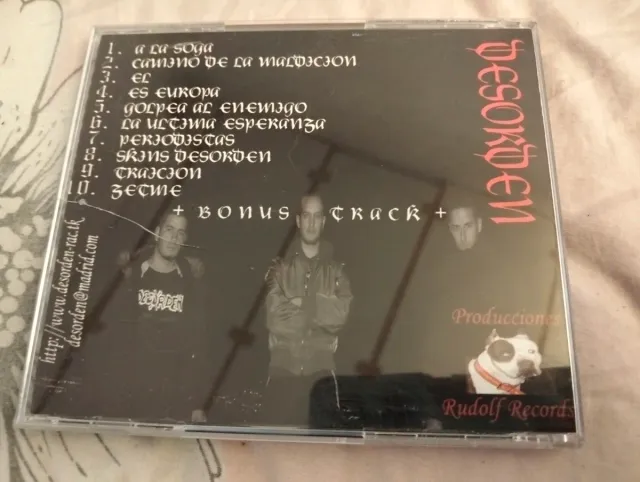 1. A LA SOGA
2. CAMINO DE LA MALDICION
3. EL
4. ES EUROPA
5. GOLPEA AL ENEMIGO
6. LA ULTIMA ESPERANZA
7. PERIODISTAS
8. SKINS DESORDEN
9. TRAICION
10. ZETME
+ BONUS TRACK +
DESORDEN
http://www.desorden-rac.tk
desorden@madrid.com
DESORDEN
Producciones
Rudolf Records